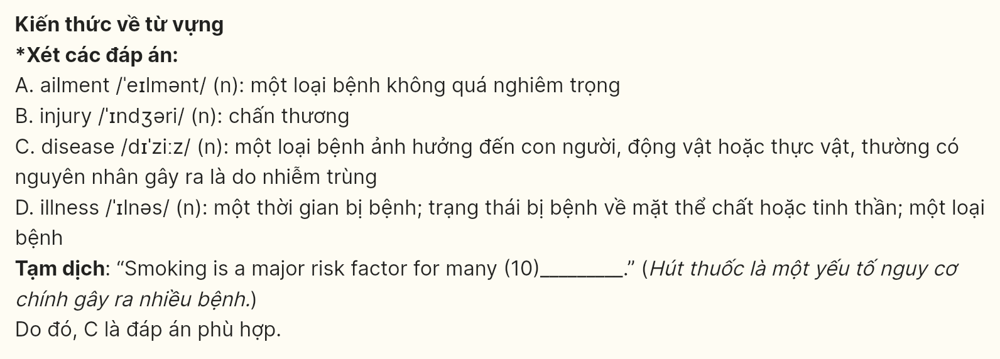 Kiến thức về từ vựng
*Xét các đáp án:
A. ailment /ˈeɪlmənt/ (n): một loại bệnh không quá nghiêm trọng
B. injury /ˈɪndʒəri/ (n): chấn thương
C. disease /dɪˈziːz/ (n): một loại bệnh ảnh hưởng đến con người, động vật hoặc thực vật, thường có
nguyên nhân gây ra là do nhiễm trùng
D. illness /ˈɪlnəs/ (n): một thời gian bị bệnh; trạng thái bị bệnh về mặt thể chất hoặc tinh thần; một loại
bệnh
Tạm dịch: “Smoking is a major risk factor for many (10)_________.” (Hút thuốc là một yếu tố nguy cơ
chính gây ra nhiều bệnh.)
Do đó, C là đáp án phù hợp.